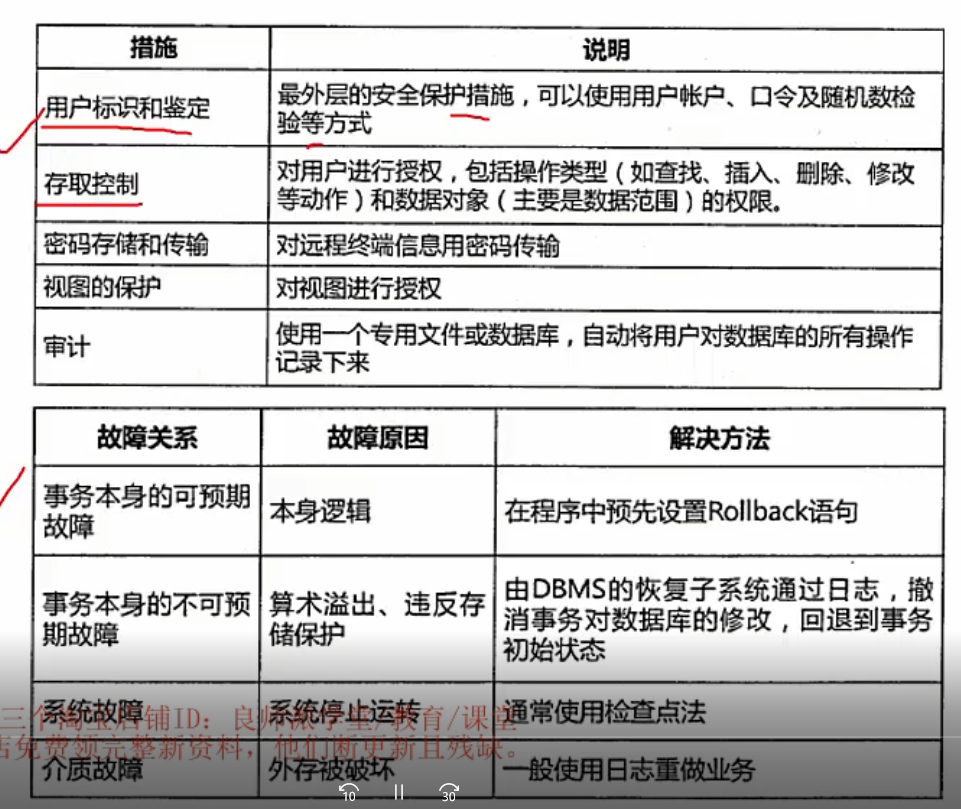 措施 说明
用户标识和鉴定 最外层的安全保护措施，可以使用用户帐户、口令及随机数检
验等方式
存取控制 对用户进行授权，包括操作类型（如查找、插入、删除、修改
等动作）和数据对象（主要是数据范围）的权限。
密码存储和传输 对远程终端信息用密码传输
视图的保护 对视图进行授权
审计 使用一个专用文件或数据库，自动将用户对数据库的所有操作
记录下来
故障关系 故障原因 解决方法
事务本身的可预期
故障 本身逻辑 在程序中预先设置Rollback语句
事务本身的不可预
期故障 算术溢出、违反存
储保护 由DBMS的恢复子系统通过日志，撤
消事务对数据库的修改，回退到事务
初始状态
系统故障 系统停止运转 通常使用检查点法
三个淘宝店铺ID：良师派学堂/教育/课堂
店免费领完整新资料，他们断更新且残缺。
介质故障 外存被破坏 一般使用日志重做业务
10 30